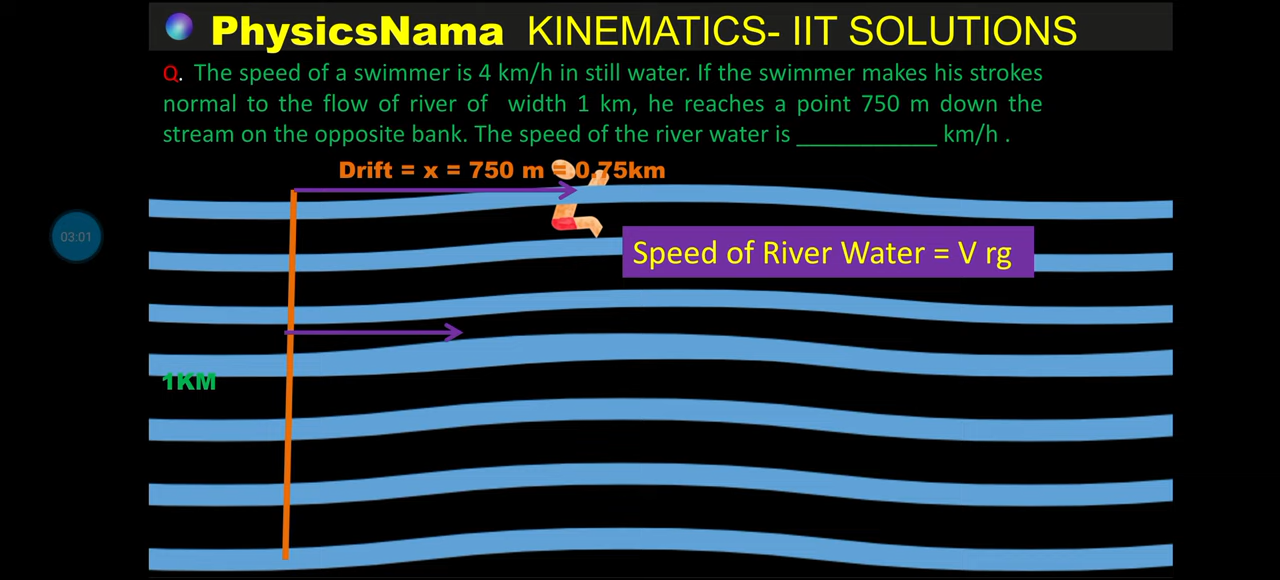 PhysicsNama KINEMATICS- IIT SOLUTIONS
Q. The speed of a swimmer is 4 km/h in still water. If the swimmer makes his strokes
normal to the flow of river of width 1 km, he reaches a point 750 m down the
stream on the opposite bank. The speed of the river water is ____________ km/h .
Drift = x = 750 m = 0.75km
03:01
Speed of River Water = V rg
1KM